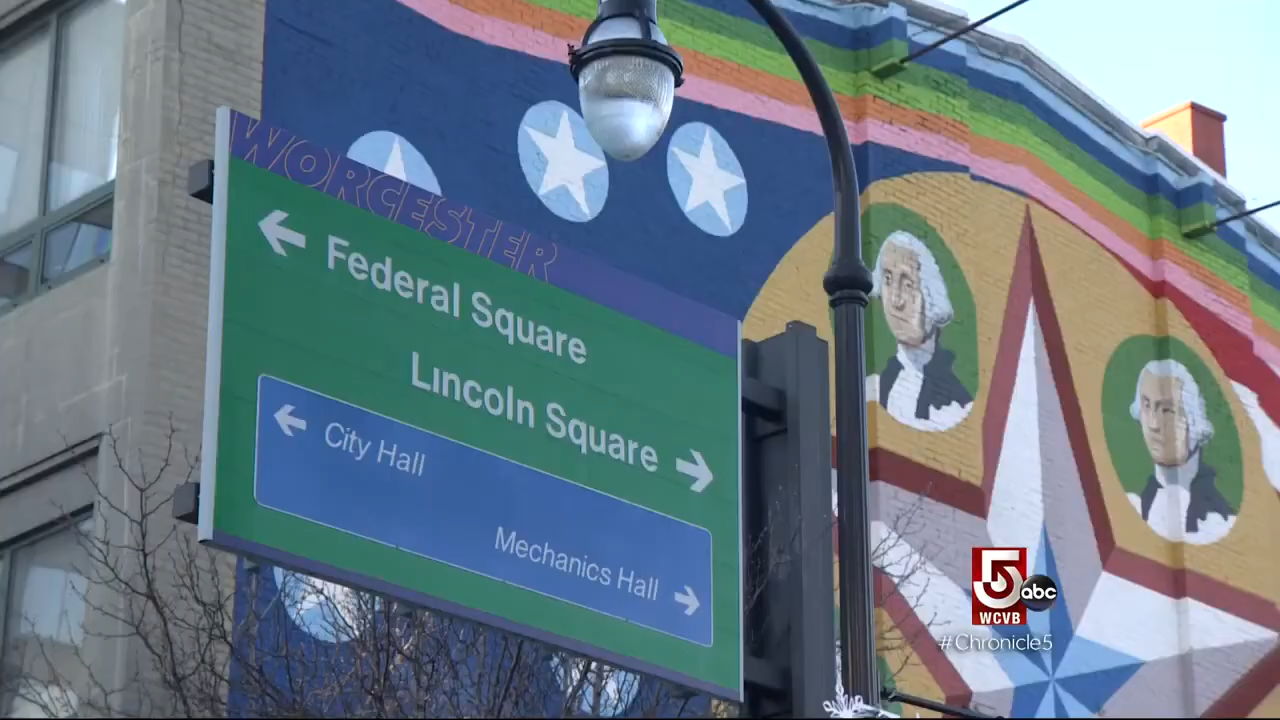 WORCESTER
← Federal Square
Lincoln Square →
← City Hall
Mechanics Hall →
5 abc
WCVB
#Chronicle5